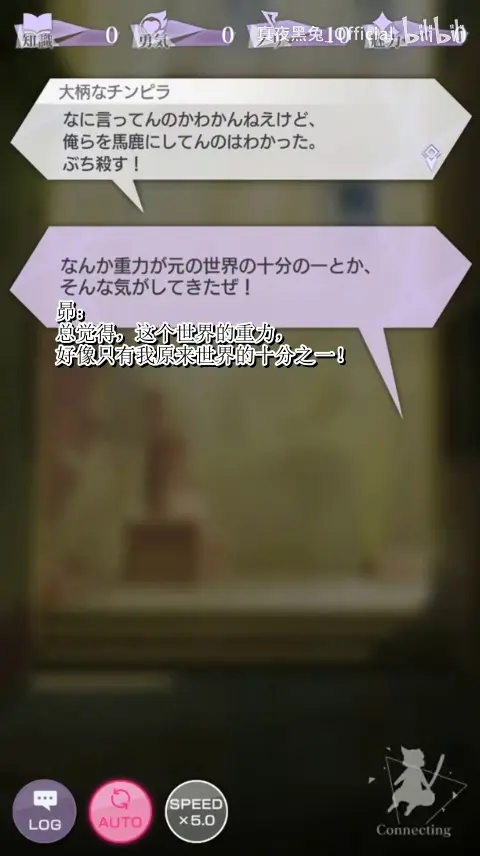 知識 0 勇気 0 10 0
真夜黑兔_Official bilibili
大柄なチンピラ
なに言ってんのかわかんねえけど、
俺らを馬鹿にしてんのはわかった。
ぶち殺す！
なんか重力が元の世界の十分の一とか、
そんな気がしてきたぜ！
昴：
总觉得，这个世界的重力，
好像只有我原来世界的十分之一！
LOG
AUTO
SPEED
×5.0
Connecting